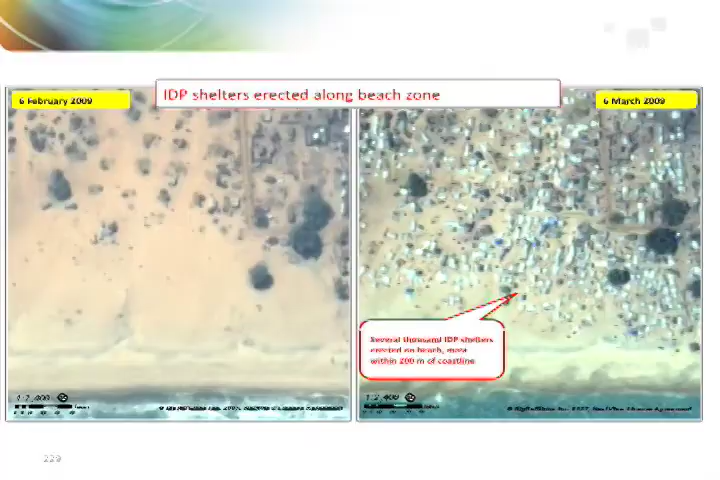 IDP shelters erected along beach zone
6 February 2009
6 March 2009
Several thousand IDP shelters
erected on beach, most
within 200 m of coastline
1:2,400
1:2,400
229